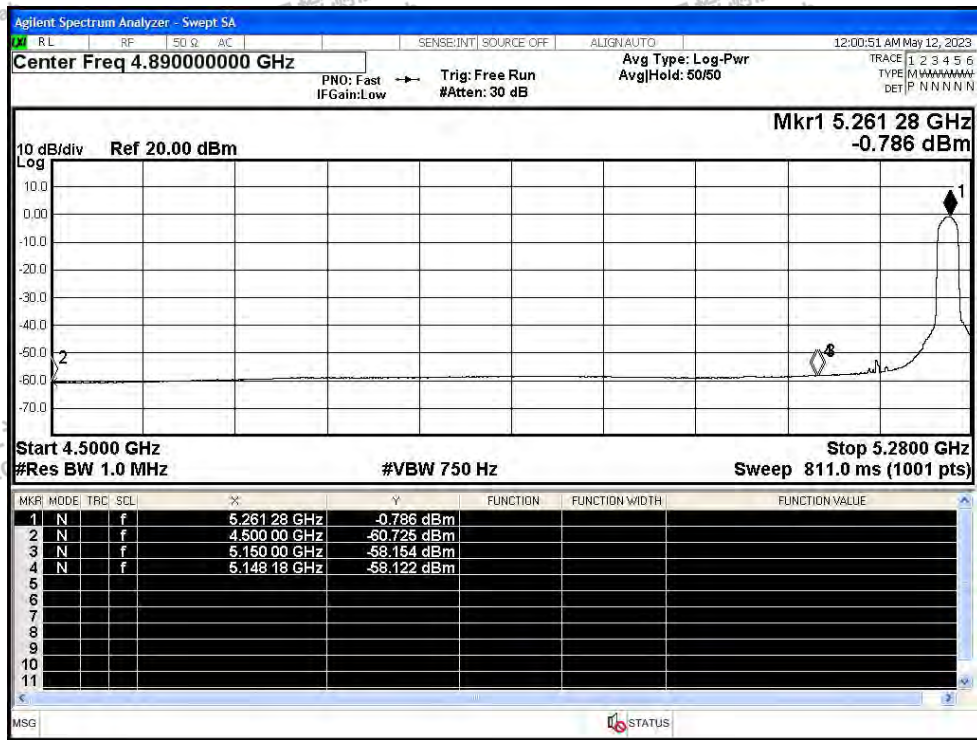 Agilent Spectrum Analyzer - Swept SA
LXI RL RF 50 Ω AC SENSE:INT SOURCE OFF ALIGNAUTO 12:00:51 AM May 12, 2023
Center Freq 4.890000000 GHz
PNO: Fast
IFGain:Low
Trig: Free Run
#Atten: 30 dB
Avg Type: Log-Pwr
Avg|Hold: 50/50
TRACE 1 2 3 4 5 6
TYPE M W W W W W
DET P N N N N N
Mkr1 5.261 28 GHz
-0.786 dBm
10 dB/div Ref 20.00 dBm
Log
10.0
0.00
-10.0
-20.0
-30.0
-40.0
-50.0
-60.0
-70.0
1
2
4
Start 4.5000 GHz Stop 5.2800 GHz
#Res BW 1.0 MHz #VBW 750 Hz Sweep 811.0 ms (1001 pts)
MKR MODE TRC SCL X Y FUNCTION FUNCTION WIDTH FUNCTION VALUE
1 N f 5.261 28 GHz -0.786 dBm
2 N f 4.500 00 GHz -60.725 dBm
3 N f 5.150 00 GHz -58.154 dBm
4 N f 5.148 18 GHz -58.122 dBm
5
6
7
8
9
10
11
MSG STATUS